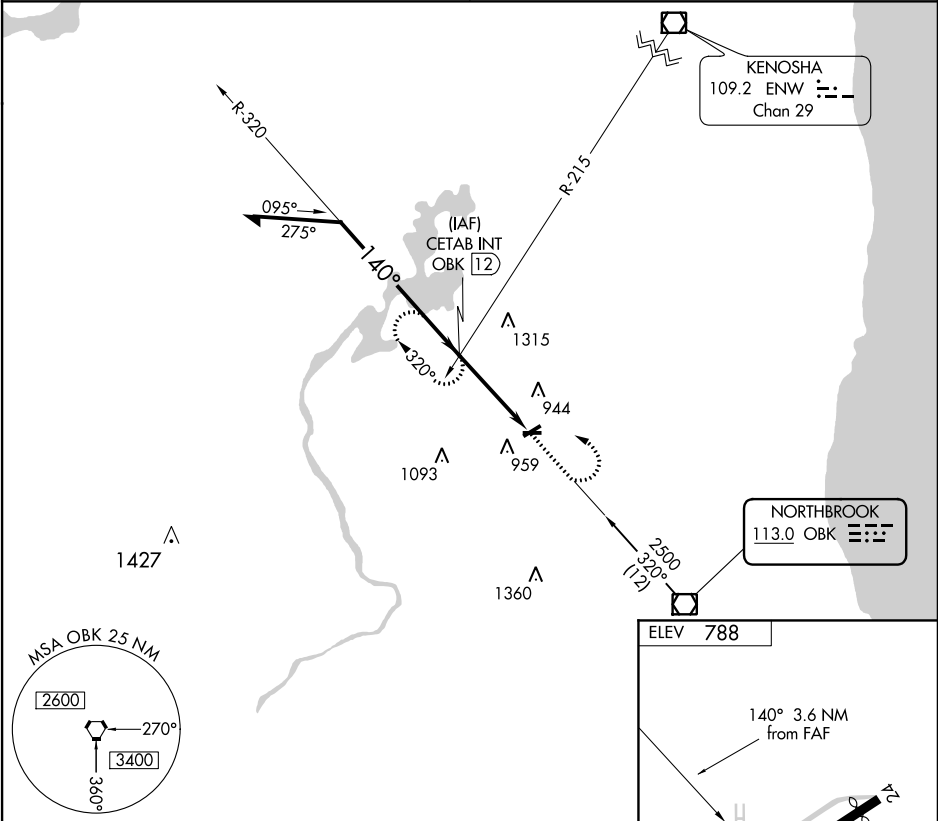 KENOSHA
109.2 ENW
Chan 29
R-320
R-215
095°
275°
140°
(IAF)
CETAB INT
OBK 12
1315
320°
944
959
1093
NORTHBROOK
113.0 OBK
1427
2500
320°
(12)
1360
MSA OBK 25 NM
2600
270°
3400
360°
ELEV 788
140° 3.6 NM
from FAF
24
H